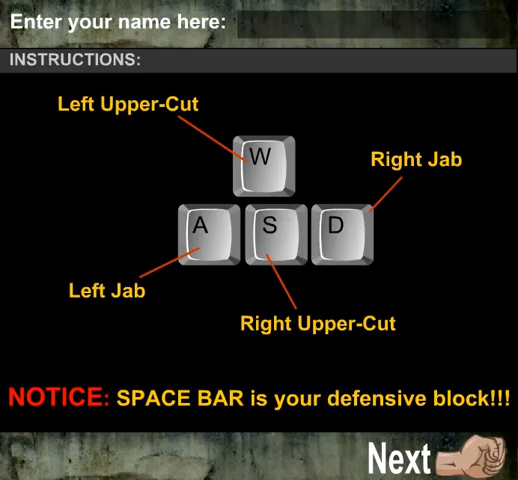 Enter your name here:
INSTRUCTIONS:
Left Upper-Cut
W
Right Jab
A S D
Left Jab
Right Upper-Cut
NOTICE: SPACE BAR is your defensive block!!!
Next